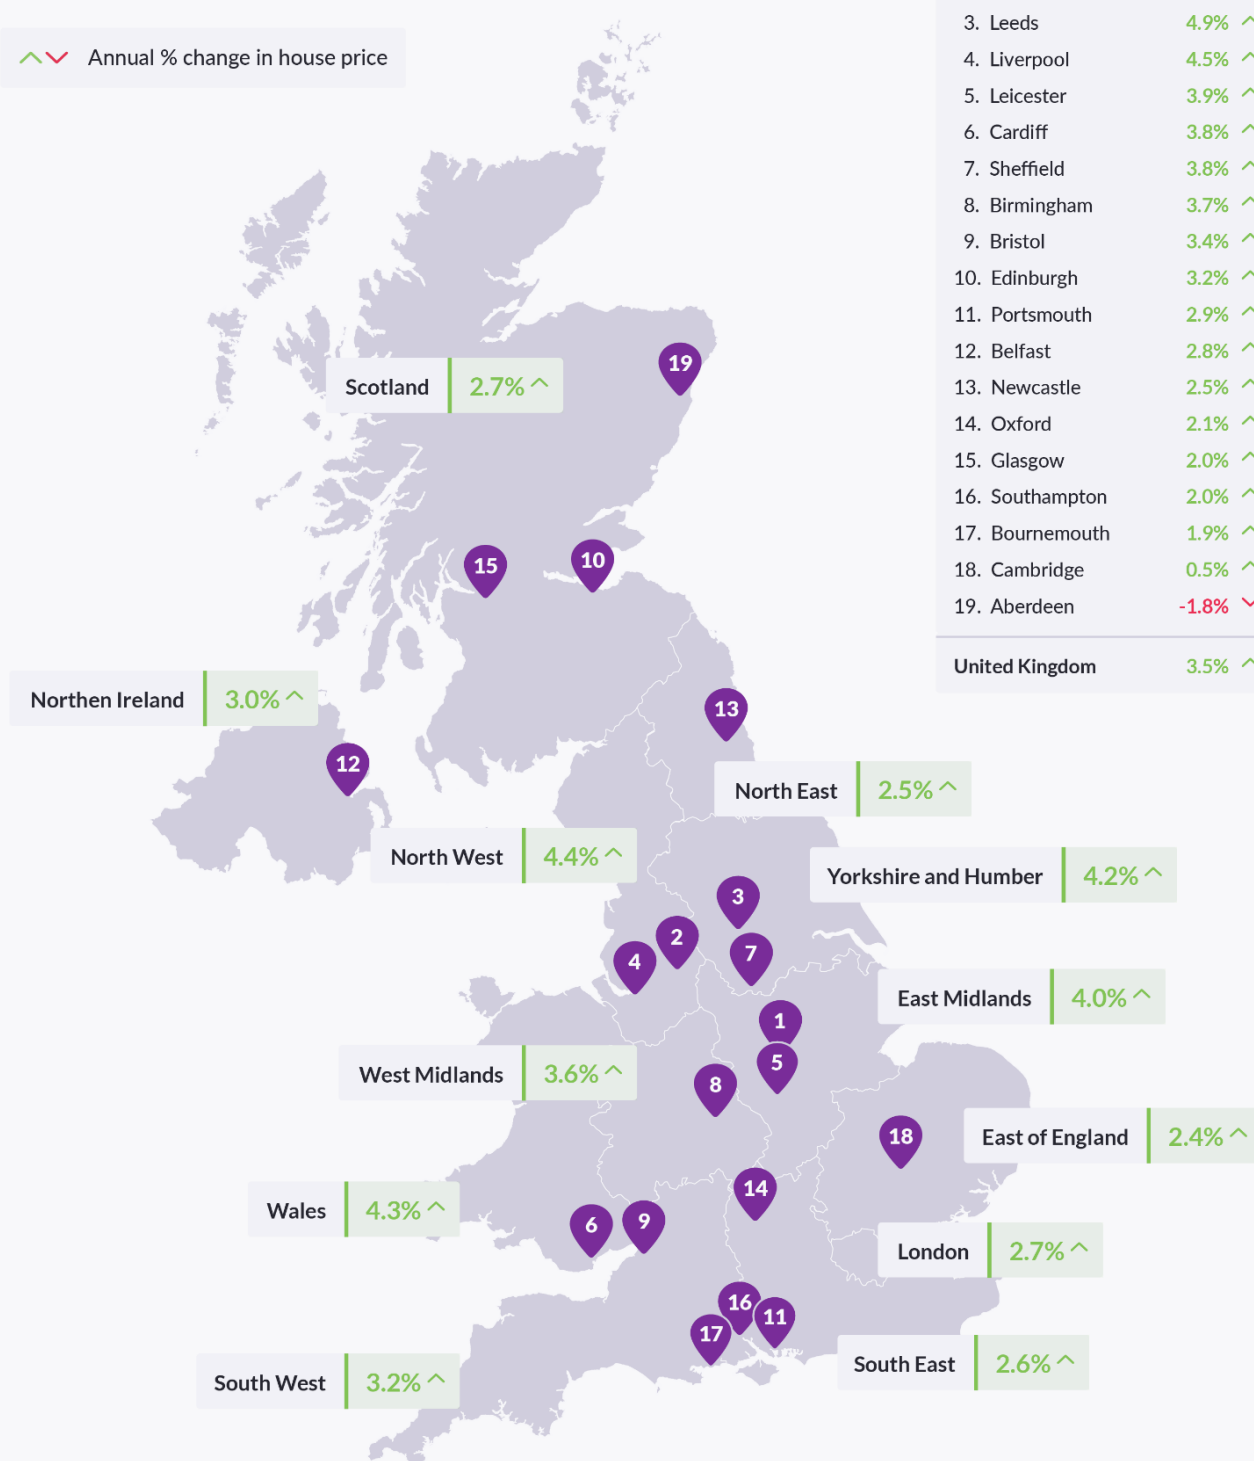 Annual % change in house price
3. Leeds 4.9%
4. Liverpool 4.5%
5. Leicester 3.9%
6. Cardiff 3.8%
7. Sheffield 3.8%
8. Birmingham 3.7%
9. Bristol 3.4%
10. Edinburgh 3.2%
11. Portsmouth 2.9%
12. Belfast 2.8%
13. Newcastle 2.5%
14. Oxford 2.1%
15. Glasgow 2.0%
16. Southampton 2.0%
17. Bournemouth 1.9%
18. Cambridge 0.5%
19. Aberdeen -1.8%
United Kingdom 3.5%
19
Scotland 2.7%
15
10
Northen Ireland 3.0%
13
12
North East 2.5%
North West 4.4%
Yorkshire and Humber 4.2%
3
2
7
4
East Midlands 4.0%
1
5
West Midlands 3.6%
8
18
East of England 2.4%
14
Wales 4.3%
6
9
London 2.7%
16
11
17
South East 2.6%
South West 3.2%